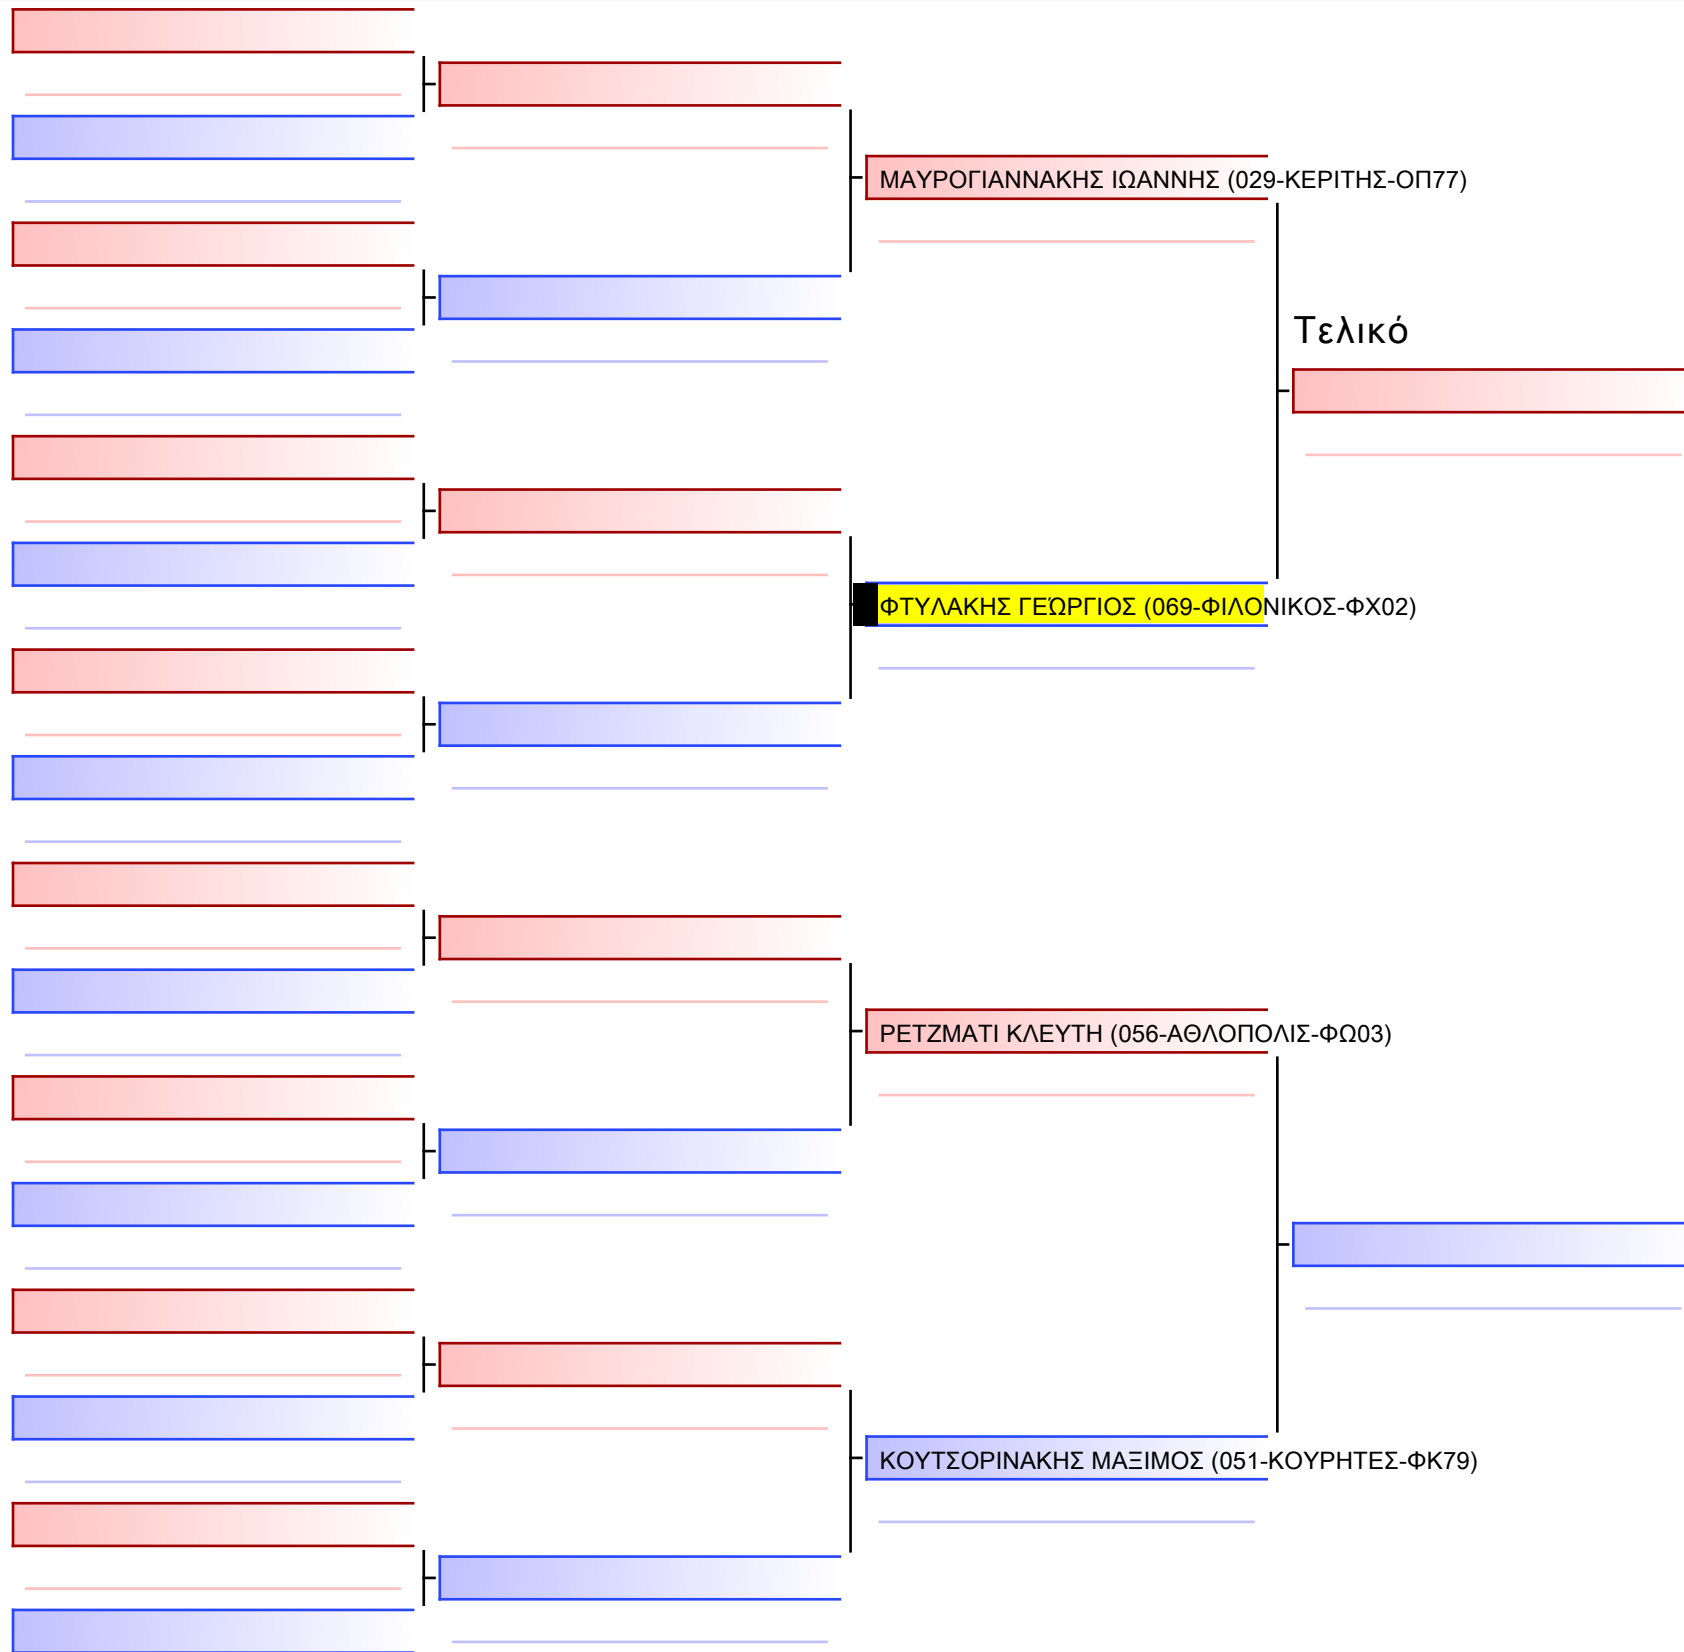 ΜΑΥΡΟΓΙΑΝΝΑΚΗΣ ΙΩΑΝΝΗΣ (029-ΚΕΡΙΤΗΣ-ΟΠ77)
Τελικό
ΦΤΥΛΑΚΗΣ ΓΕΏΡΓΙΟΣ (069-ΦΙΛΟΝΙΚΟΣ-ΦΧ02)
ΡΕΤΖΜΑΤΙ ΚΛΕΥΤΗ (056-ΑΘΛΟΠΟΛΙΣ-ΦΩ03)
ΚΟΥΤΣΟΡΙΝΑΚΗΣ ΜΑΞΙΜΟΣ (051-ΚΟΥΡΗΤΕΣ-ΦΚ79)